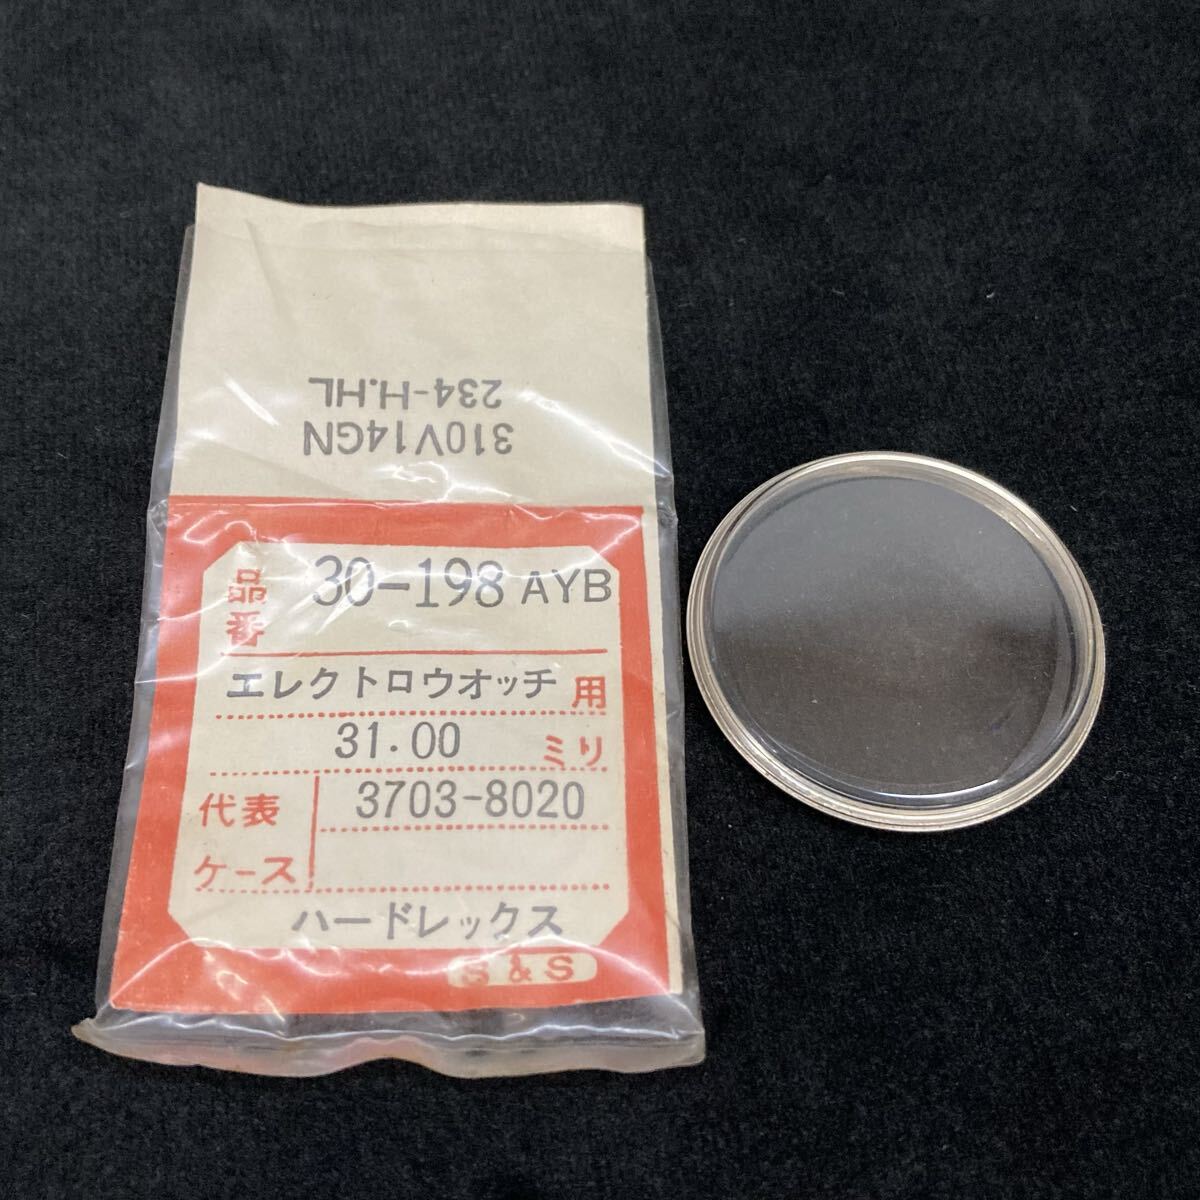 310V14GN
234-H.HL
品番 30-198 AYB
エレクトロウオッチ 用
31.00 ミリ
代表 3703-8020
ケース
ハードレックス
S&S